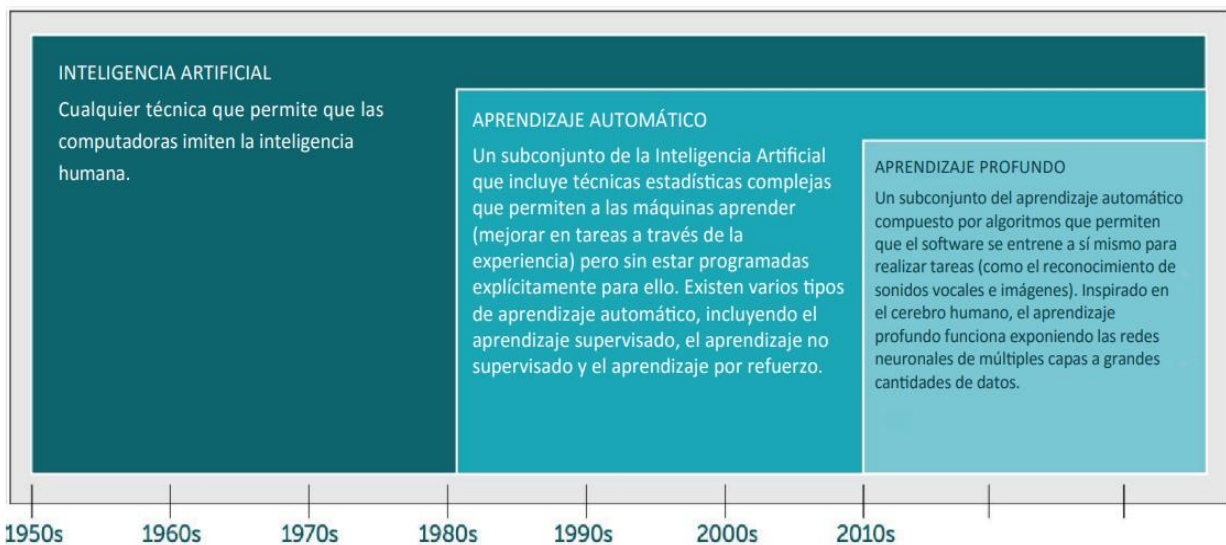 INTELIGENCIA ARTIFICIAL
Cualquier técnica que permite que las
computadoras imiten la inteligencia
humana.
APRENDIZAJE AUTOMÁTICO
Un subconjunto de la Inteligencia Artificial
que incluye técnicas estadísticas complejas
que permiten a las máquinas aprender
(mejorar en tareas a través de la
experiencia) pero sin estar programadas
explícitamente para ello. Existen varios tipos
de aprendizaje automático, incluyendo el
aprendizaje supervisado, el aprendizaje no
supervisado y el aprendizaje por refuerzo.
APRENDIZAJE PROFUNDO
Un subconjunto del aprendizaje automático
compuesto por algoritmos que permiten
que el software se entrene a sí mismo para
realizar tareas (como el reconocimiento de
sonidos vocales e imágenes). Inspirado en
el cerebro humano, el aprendizaje
profundo funciona exponiendo las redes
neuronales de múltiples capas a grandes
cantidades de datos.
1950s 1960s 1970s 1980s 1990s 2000s 2010s